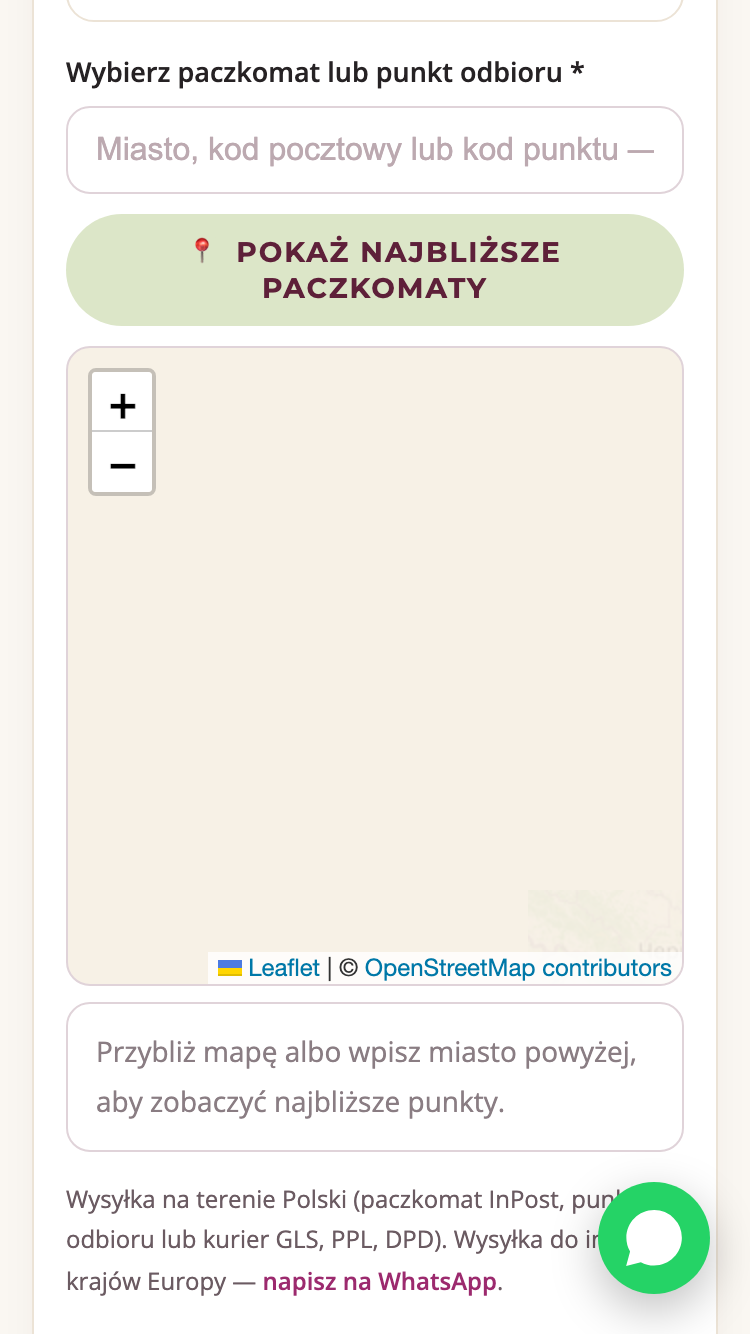 Wybierz paczkomat lub punkt odbioru *
Miasto, kod pocztowy lub kod punktu —
POKAŻ NAJBLIŻSZE
PACZKOMATY
+
−
Leaflet | © OpenStreetMap contributors
Przybliż mapę albo wpisz miasto powyżej,
aby zobaczyć najbliższe punkty.
Wysyłka na terenie Polski (paczkomat InPost,
odbioru lub kurier GLS, PPL, DPD). Wysyłka do
krajów Europy — napisz na WhatsApp.